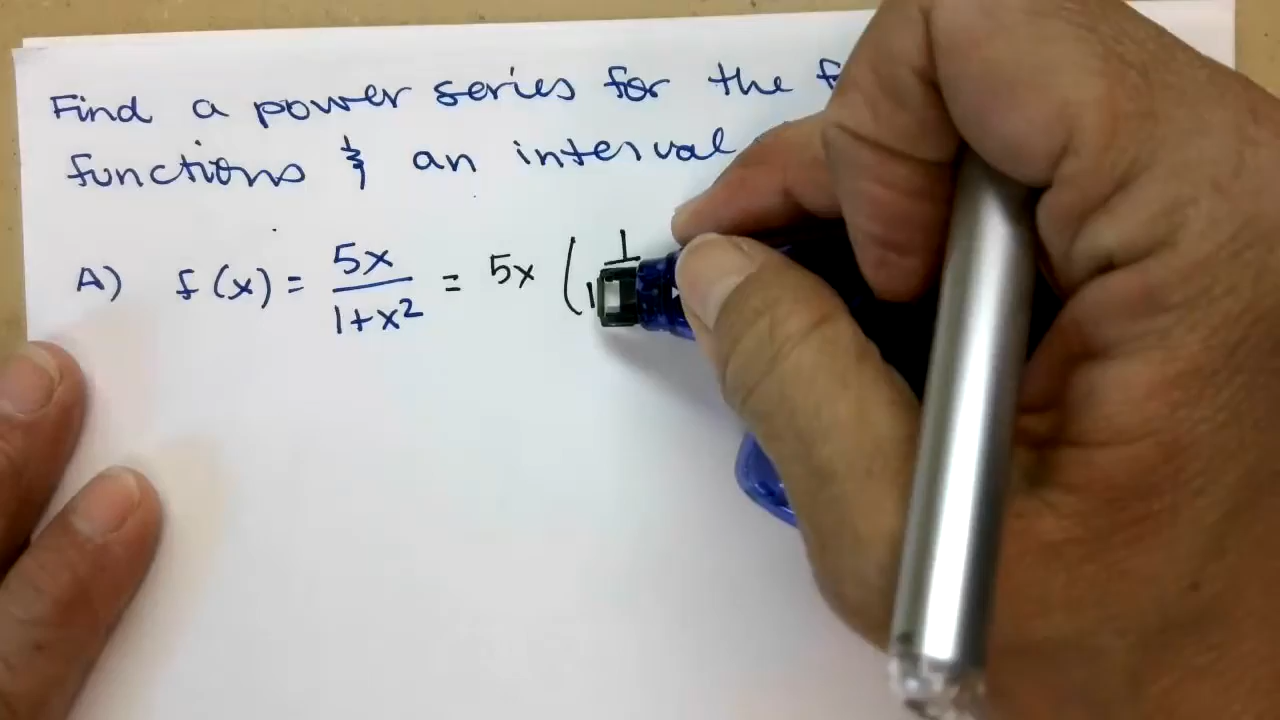 Find a power series for the
functions & an interval
A) f(x) = 5x / 1+x² = 5x ( 1 / 1